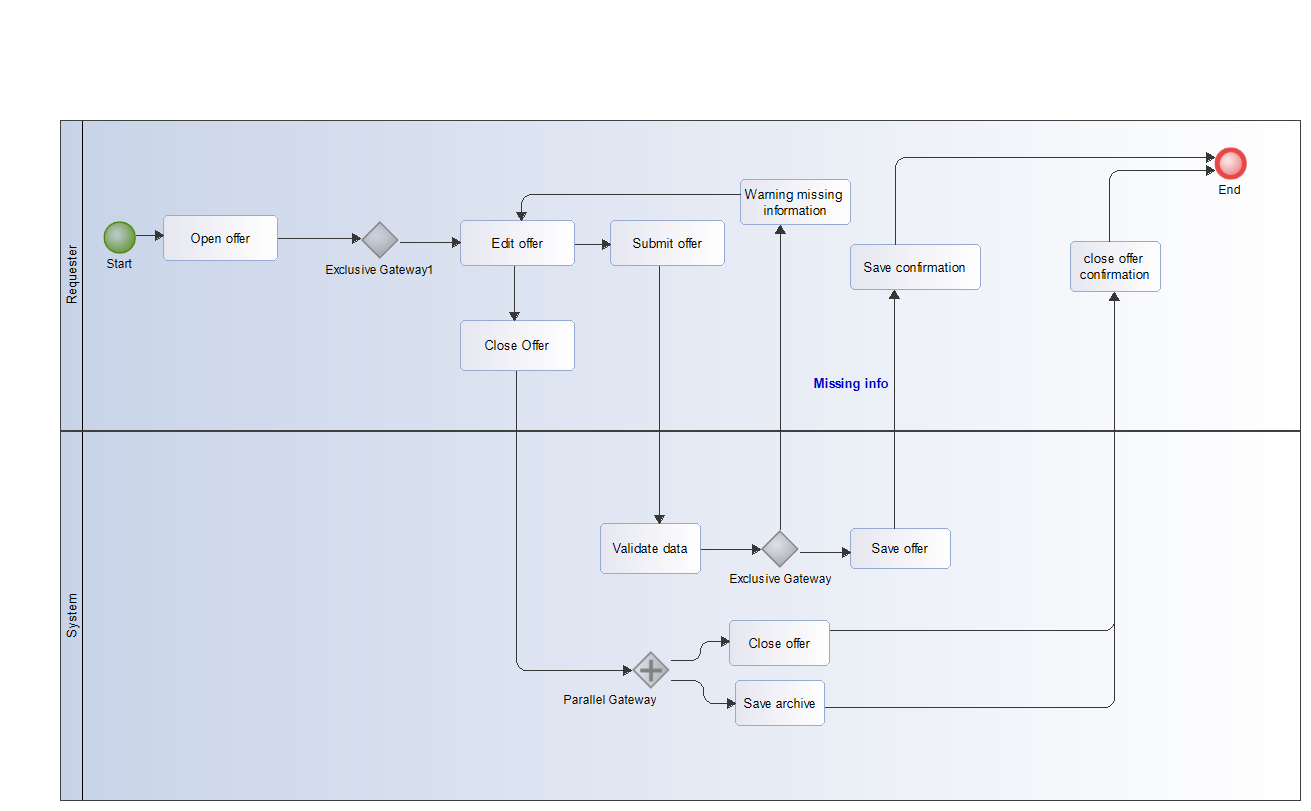 Requester
Start
Open offer
Exclusive Gateway1
Edit offer
Submit offer
Warning missing
information
Save confirmation
close offer
confirmation
End
Close Offer
Missing info
System
Validate data
Exclusive Gateway
Save offer
Parallel Gateway
Close offer
Save archive